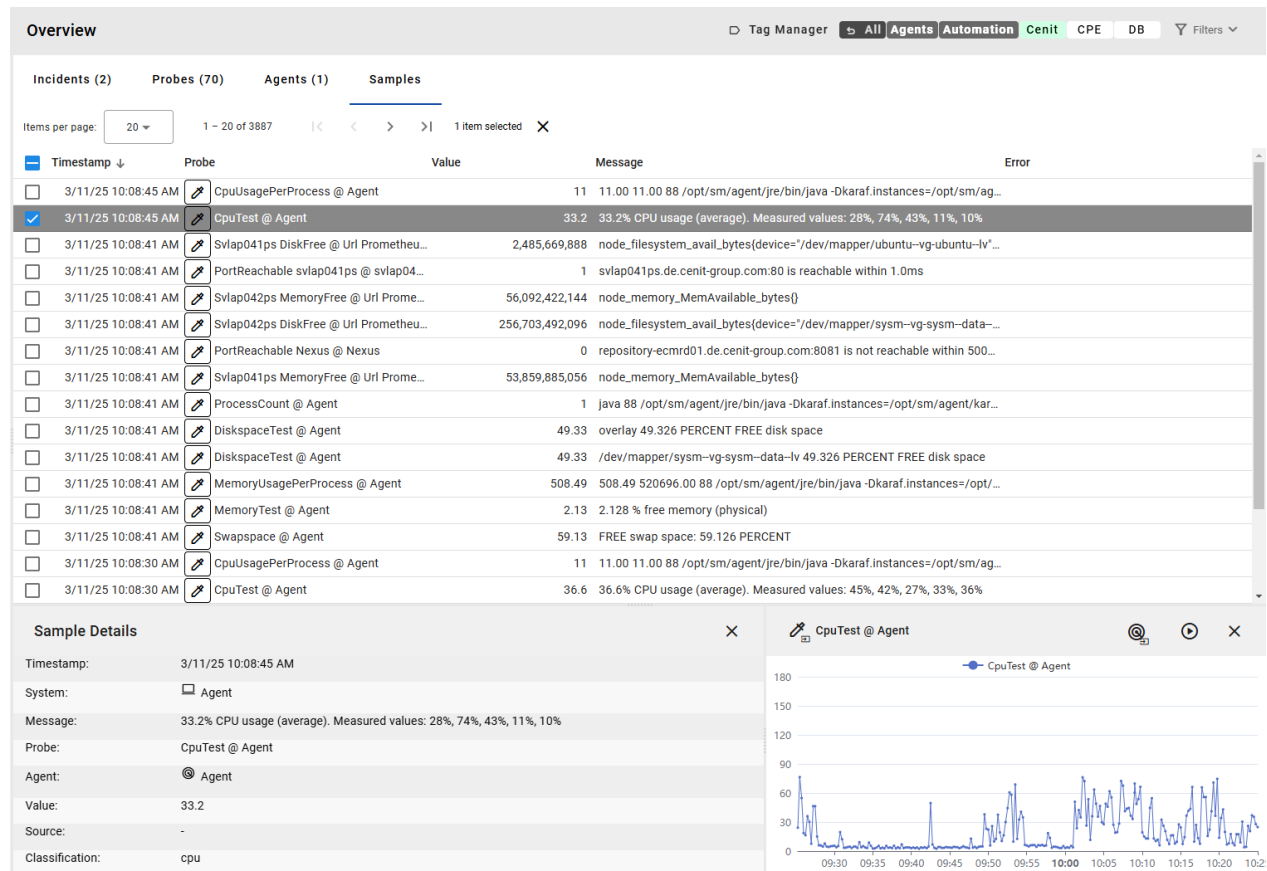 Overview Tag Manager All Agents Automation Cenit CPE DB Filters
Incidents (2) Probes (70) Agents (1) Samples
Items per page: 20 1 – 20 of 3887 1 item selected
Timestamp Probe Value Message Error
3/11/25 10:08:45 AM CpuUsagePerProcess @ Agent 11 11.00 11.00 88 /opt/sm/agent/jre/bin/java -Dkaraf.instances=/opt/sm/ag...
3/11/25 10:08:45 AM CpuTest @ Agent 33.2 33.2% CPU usage (average). Measured values: 28%, 74%, 43%, 11%, 10%
3/11/25 10:08:41 AM Svlap041ps DiskFree @ Url Prometheu... 2,485,669,888 node_filesystem_avail_bytes{device="/dev/mapper/ubuntu--vg-ubuntu--lv"...
3/11/25 10:08:41 AM PortReachable svlap041ps @ svlap04... 1 svlap041ps.de.cenit-group.com:80 is reachable within 1.0ms
3/11/25 10:08:41 AM Svlap042ps MemoryFree @ Url Prome... 56,092,422,144 node_memory_MemAvailable_bytes{}
3/11/25 10:08:41 AM Svlap042ps DiskFree @ Url Prometheu... 256,703,492,096 node_filesystem_avail_bytes{device="/dev/mapper/sysm--vg-sysm--data--...
3/11/25 10:08:41 AM PortReachable Nexus @ Nexus 0 repository-ecmrd01.de.cenit-group.com:8081 is not reachable within 500...
3/11/25 10:08:41 AM Svlap041ps MemoryFree @ Url Prome... 53,859,885,056 node_memory_MemAvailable_bytes{}
3/11/25 10:08:41 AM ProcessCount @ Agent 1 java 88 /opt/sm/agent/jre/bin/java -Dkaraf.instances=/opt/sm/agent/kar...
3/11/25 10:08:41 AM DiskspaceTest @ Agent 49.33 overlay 49.326 PERCENT FREE disk space
3/11/25 10:08:41 AM DiskspaceTest @ Agent 49.33 /dev/mapper/sysm--vg-sysm--data--lv 49.326 PERCENT FREE disk space
3/11/25 10:08:41 AM MemoryUsagePerProcess @ Agent 508.49 508.49 520696.00 88 /opt/sm/agent/jre/bin/java -Dkaraf.instances=/opt/...
3/11/25 10:08:41 AM MemoryTest @ Agent 2.13 2.128 % free memory (physical)
3/11/25 10:08:41 AM Swapspace @ Agent 59.13 FREE swap space: 59.126 PERCENT
3/11/25 10:08:30 AM CpuUsagePerProcess @ Agent 11 11.00 11.00 88 /opt/sm/agent/jre/bin/java -Dkaraf.instances=/opt/sm/ag...
3/11/25 10:08:30 AM CpuTest @ Agent 36.6 36.6% CPU usage (average). Measured values: 45%, 42%, 27%, 33%, 36%
Sample Details
Timestamp: 3/11/25 10:08:45 AM
System: Agent
Message: 33.2% CPU usage (average). Measured values: 28%, 74%, 43%, 11%, 10%
Probe: CpuTest @ Agent
Agent: Agent
Value: 33.2
Source: -
Classification: cpu
CpuTest @ Agent
CpuTest @ Agent
180
150
120
90
60
30
0
09:30 09:35 09:40 09:45 09:50 09:55 10:00 10:05 10:10 10:15 10:20